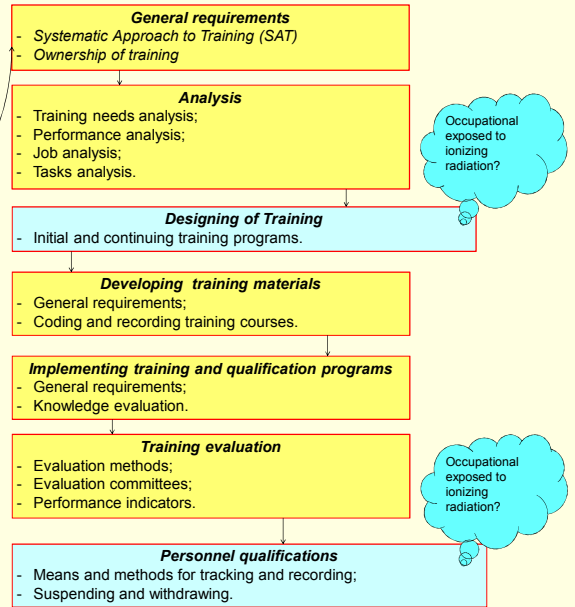 General requirements
- Systematic Approach to Training (SAT)
- Ownership of training
Analysis
- Training needs analysis;
- Performance analysis;
- Job analysis;
- Tasks analysis.
Occupational
exposed to
ionizing
radiation?
Designing of Training
- Initial and continuing training programs.
Developing training materials
- General requirements;
- Coding and recording training courses.
Implementing training and qualification programs
- General requirements;
- Knowledge evaluation.
Training evaluation
- Evaluation methods;
- Evaluation committees;
- Performance indicators.
Occupational
exposed to
ionizing
radiation?
Personnel qualifications
- Means and methods for tracking and recording;
- Suspending and withdrawing.